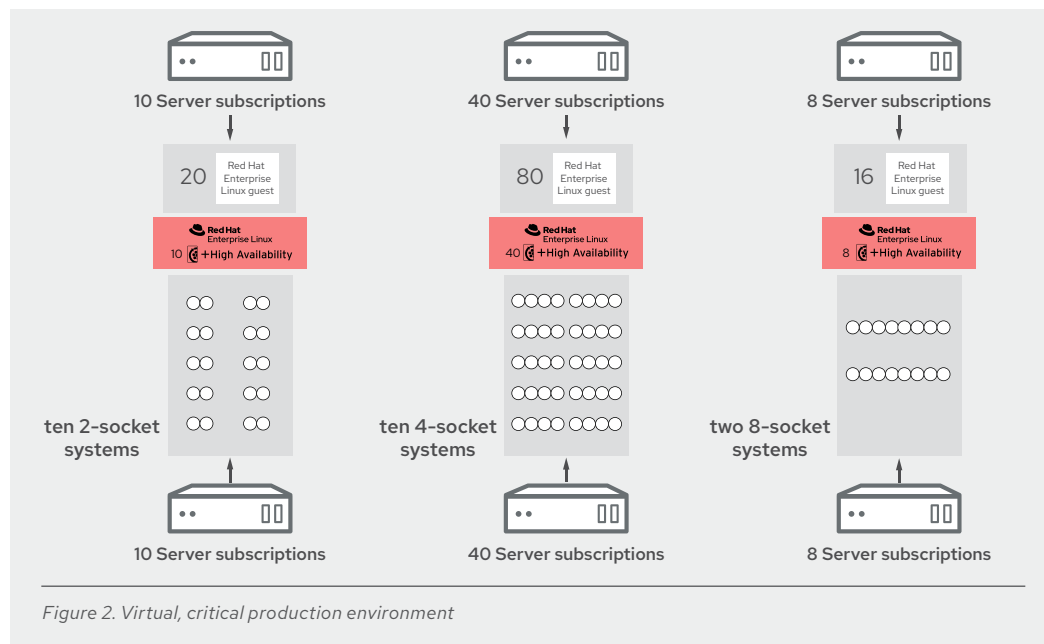 10 Server subscriptions
20
Red Hat
Enterprise
Linux guest
Red Hat
Enterprise Linux
10 +High Availability
ten 2-socket
systems
10 Server subscriptions
40 Server subscriptions
80
Red Hat
Enterprise
Linux guest
Red Hat
Enterprise Linux
40 +High Availability
ten 4-socket
systems
40 Server subscriptions
8 Server subscriptions
16
Red Hat
Enterprise
Linux guest
Red Hat
Enterprise Linux
8 +High Availability
two 8-socket
systems
8 Server subscriptions
Figure 2. Virtual, critical production environment